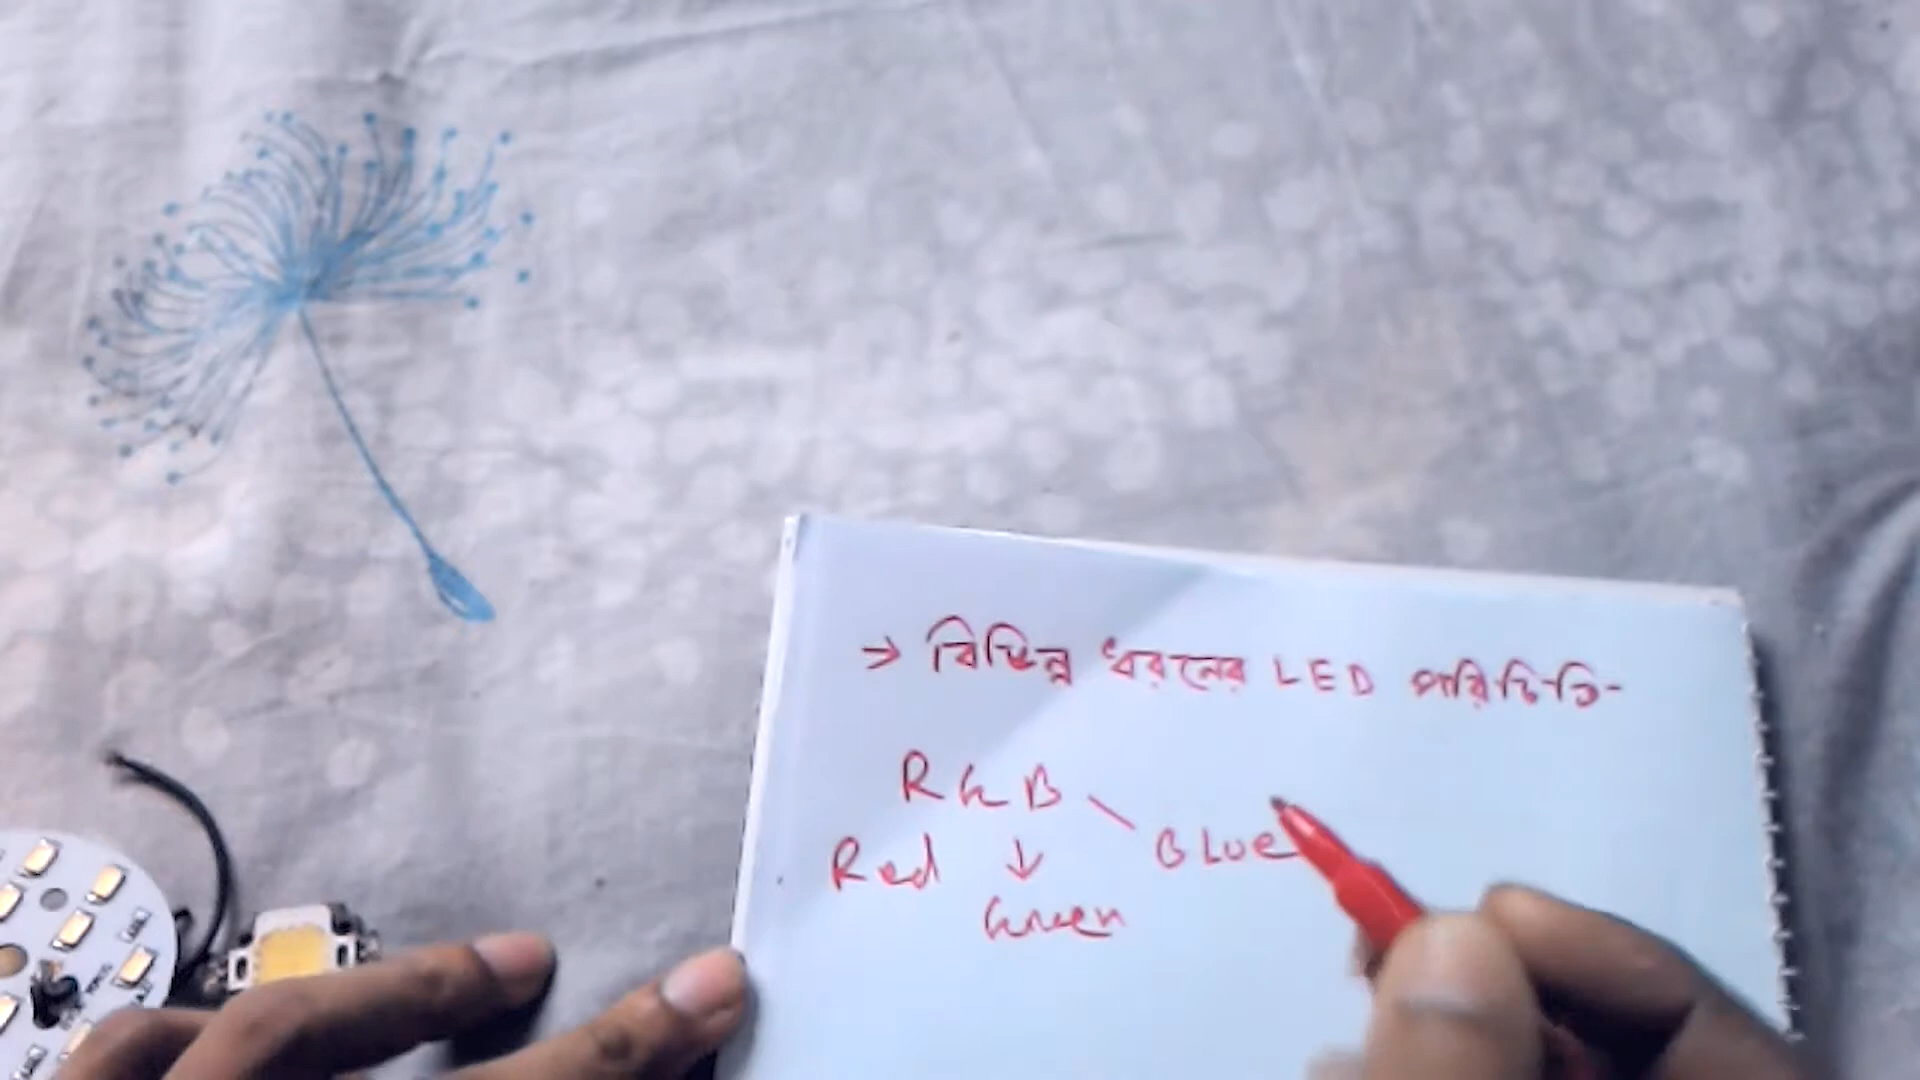 → বিভিন্ন ধরনের LED পরিচিতি-
RGB
Red ↓ Blue
Green